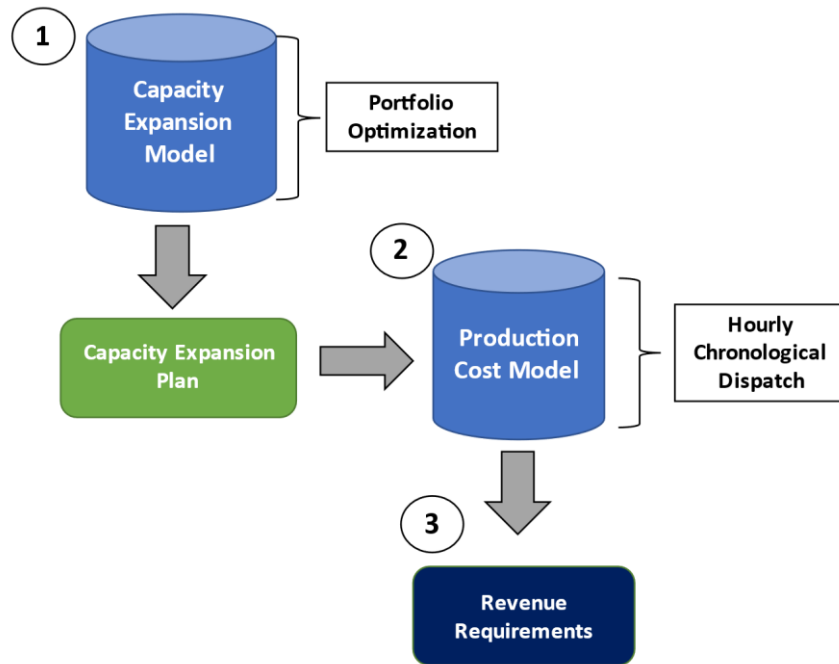 1
Capacity
Expansion
Model
Portfolio
Optimization
2
Capacity Expansion
Plan
Production
Cost Model
Hourly
Chronological
Dispatch
3
Revenue
Requirements